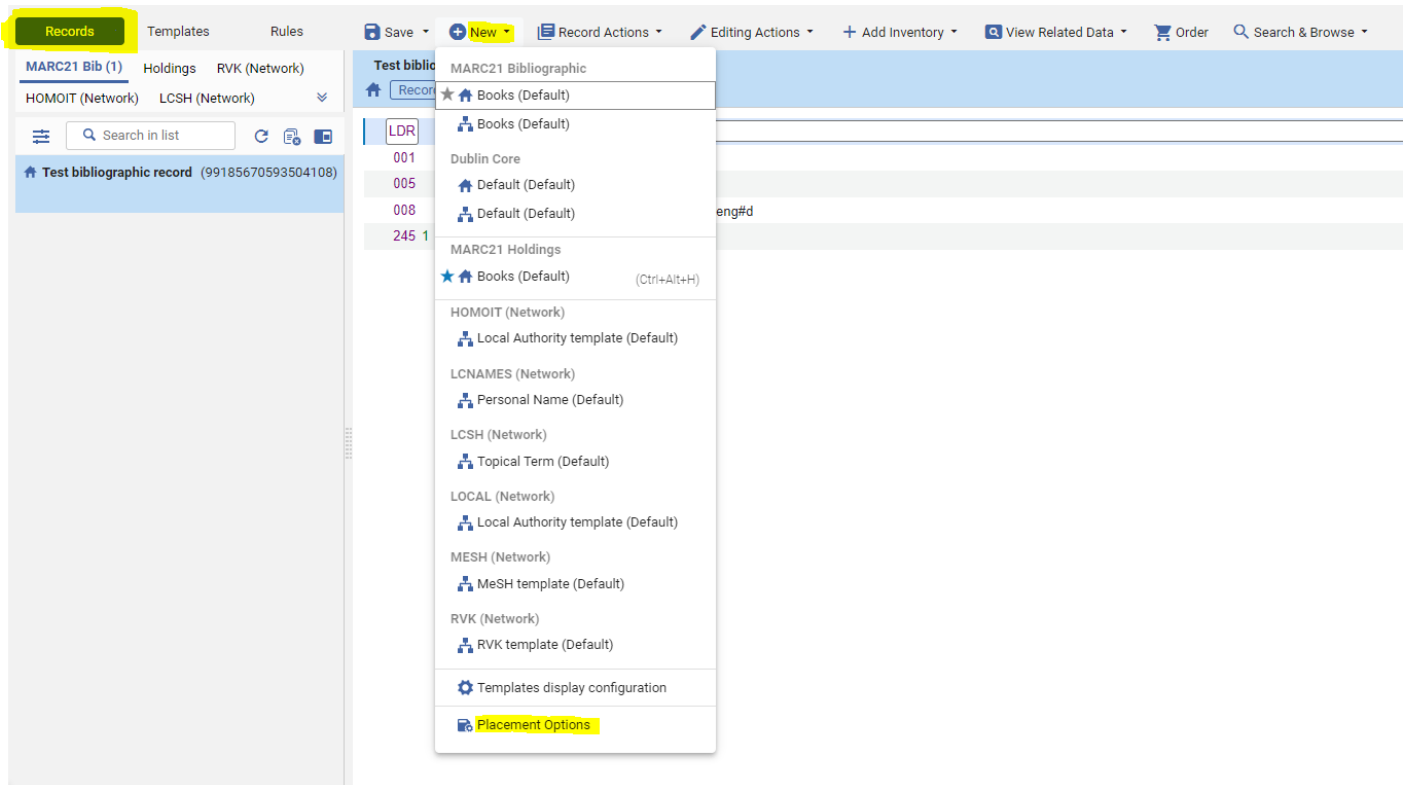 Records Templates Rules Save New Record Actions Editing Actions Add Inventory View Related Data Order Search & Browse
MARC21 Bib (1) Holdings RVK (Network)
HOMOIT (Network) LCSH (Network)
Search in list
Test bibliographic record (99185670593504108)
Test biblio
Recor
LDR
001
005
008 eng#d
245 1
MARC21 Bibliographic
Books (Default)
Books (Default)
Dublin Core
Default (Default)
Default (Default)
MARC21 Holdings
Books (Default) (Ctrl+Alt+H)
HOMOIT (Network)
Local Authority template (Default)
LCNAMES (Network)
Personal Name (Default)
LCSH (Network)
Topical Term (Default)
LOCAL (Network)
Local Authority template (Default)
MESH (Network)
MeSH template (Default)
RVK (Network)
RVK template (Default)
Templates display configuration
Placement Options